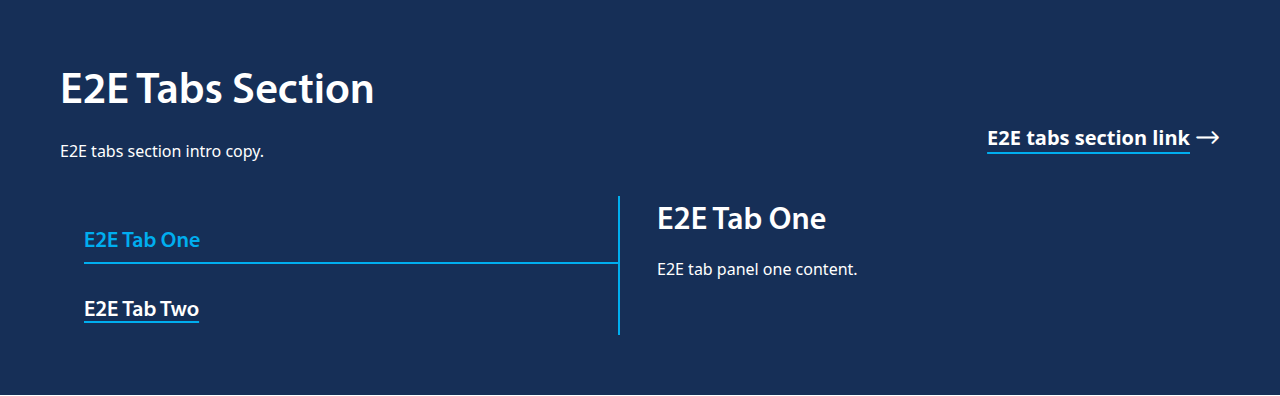 E2E Tabs Section
E2E tabs section intro copy.
E2E tabs section link
E2E Tab One
E2E Tab Two
E2E Tab One
E2E tab panel one content.